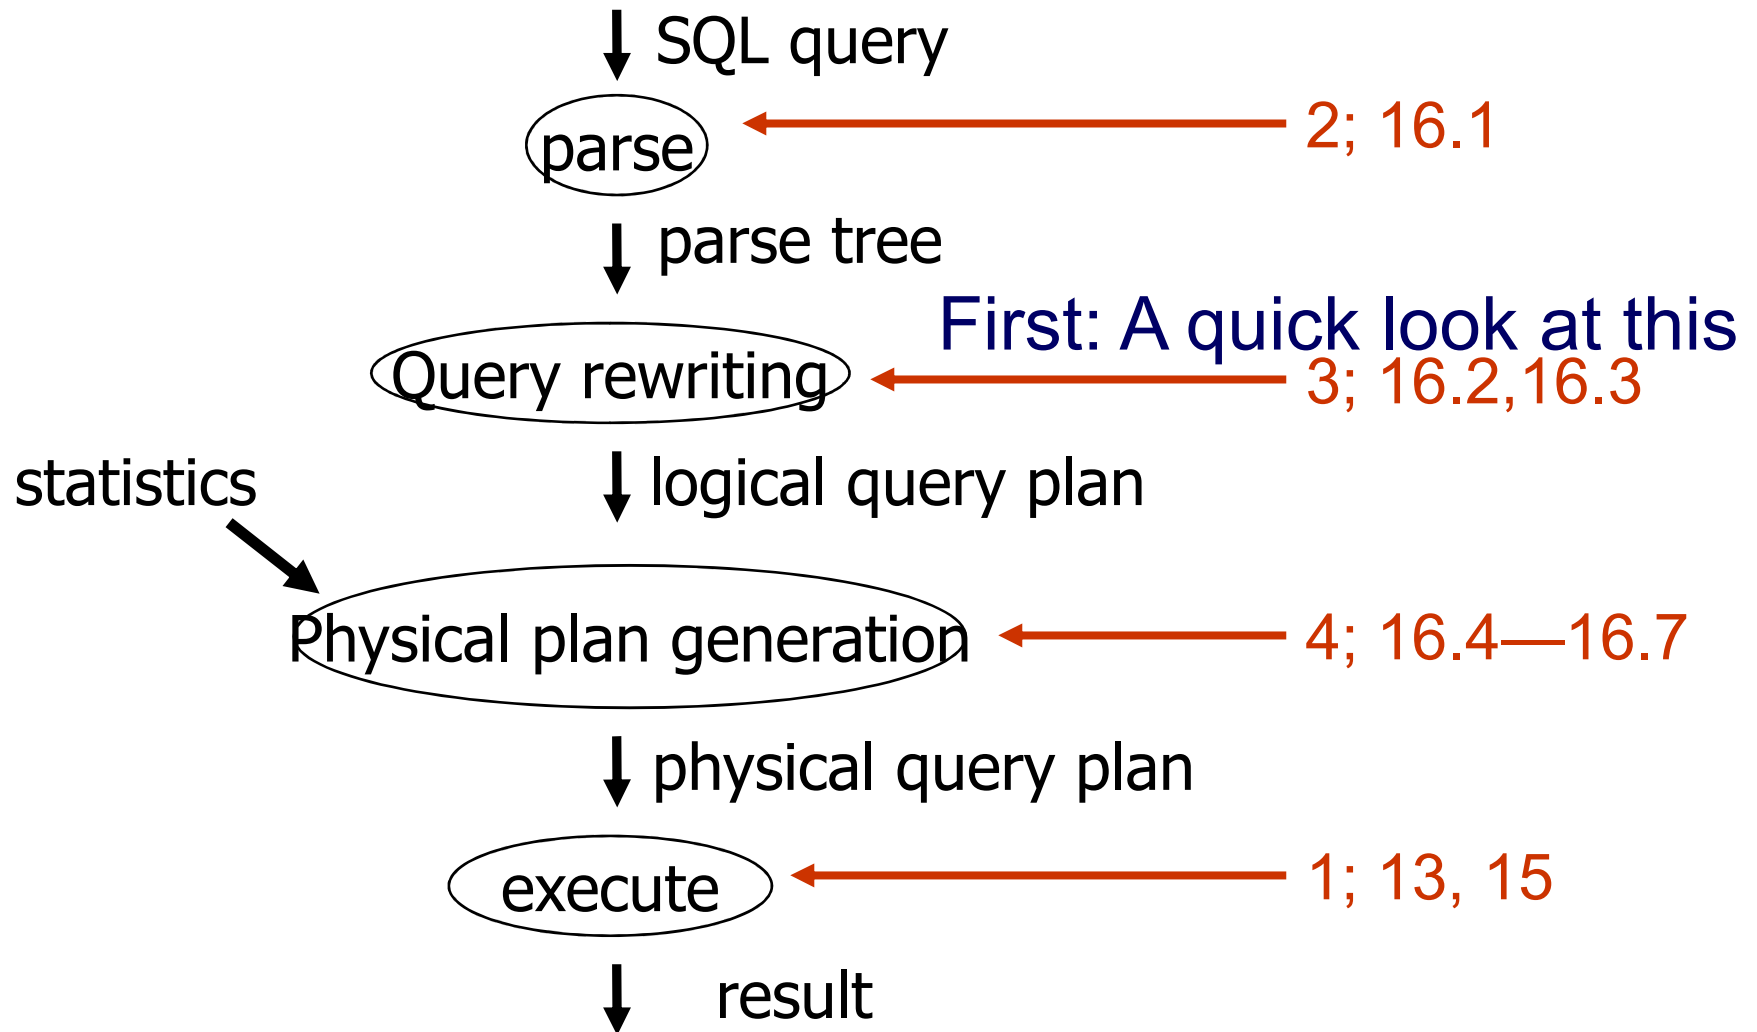 SQL query
parse
2; 16.1
parse tree
First: A quick look at this
Query rewriting
3; 16.2,16.3
statistics
logical query plan
Physical plan generation
4; 16.4—16.7
physical query plan
execute
1; 13, 15
result